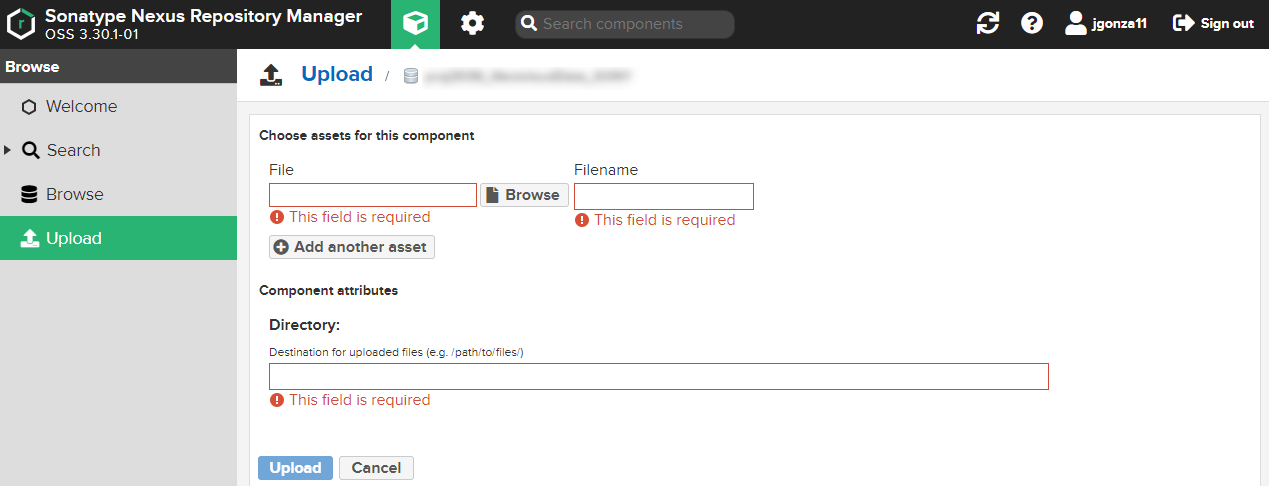 Sonatype Nexus Repository Manager
OSS 3.30.1-01
Search components
jgonza11
Sign out
Browse
Welcome
Search
Browse
Upload
Upload /
Choose assets for this component
File
Filename
Browse
This field is required
This field is required
Add another asset
Component attributes
Directory:
Destination for uploaded files (e.g. /path/to/files/)
This field is required
Upload
Cancel